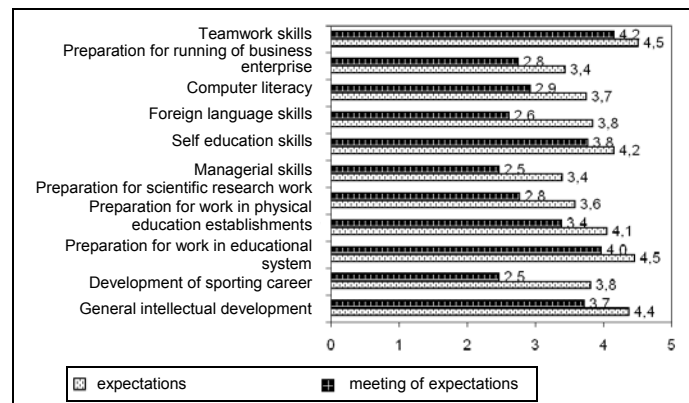 Teamwork skills
4,2
4,5
Preparation for running of business
enterprise
2,8
3,4
Computer literacy
2,9
3,7
Foreign language skills
2,6
3,8
Self education skills
3,8
4,2
Managerial skills
2,5
3,4
Preparation for scientific research work
2,8
3,6
Preparation for work in physical
education establishments
3,4
4,1
Preparation for work in educational
system
4,0
4,5
Development of sporting career
2,5
3,8
General intellectual development
3,7
4,4
0 1 2 3 4 5
expectations meeting of expectations